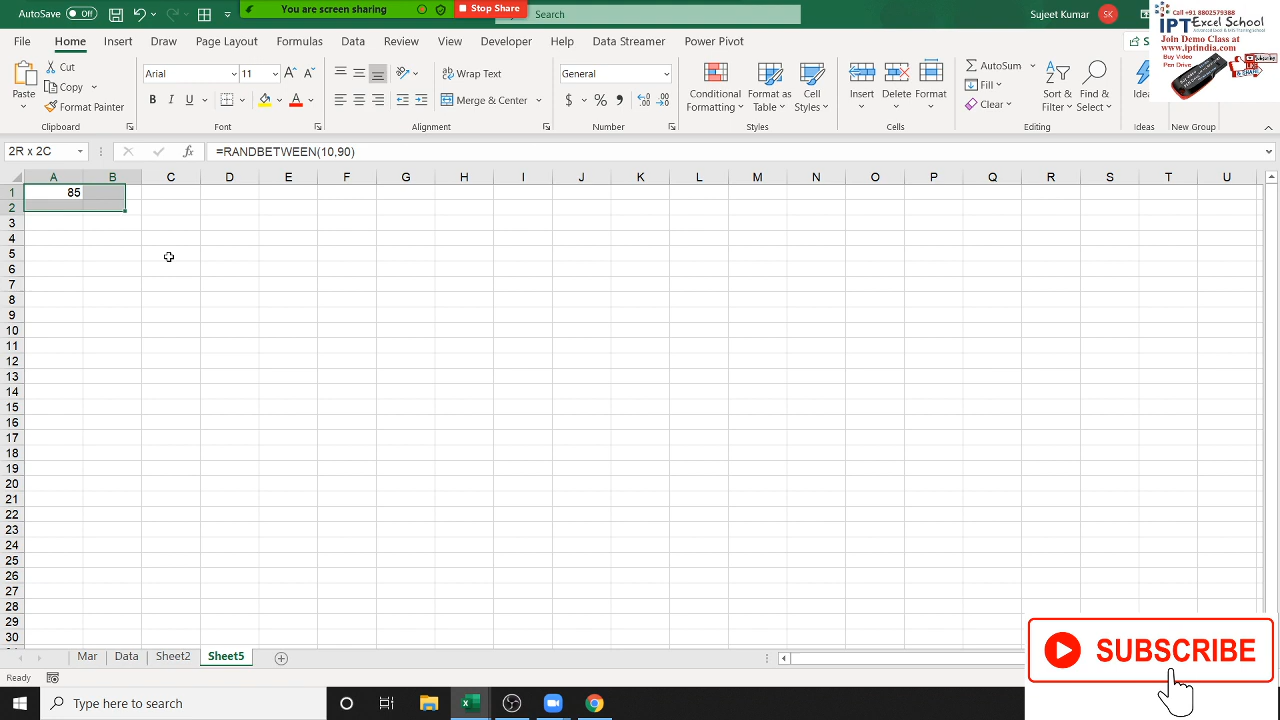 AutoSave Off
You are screen sharing Stop Share
Search
Sujeet Kumar SK
Call +91 8802579388
IPT Excel School
Join Demo Class at
www.iptindia.com
Buy Video
Pen Drive
File Home Insert Draw Page Layout Formulas Data Review View Developer Help Data Streamer Power Pivot
Paste Cut Copy Format Painter Clipboard
Arial 11 B I U A Font
Wrap Text Merge & Center Alignment
General $ % , Number
Conditional Formatting Format as Table Cell Styles Styles
Insert Delete Format Cells
AutoSum Fill Clear Sort & Filter Find & Select Editing
Ideas Ideas
New Group
2R x 2C fx =RANDBETWEEN(10,90)
A B C D E F G H I J K L M N O P Q R S T U
1 85
2
3
4
5
6
7
8
9
10
11
12
13
14
15
16
17
18
19
20
21
22
23
24
25
26
27
28
29
30
SUBSCRIBE
Mar Data Sheet2 Sheet5
Ready
Type here to search